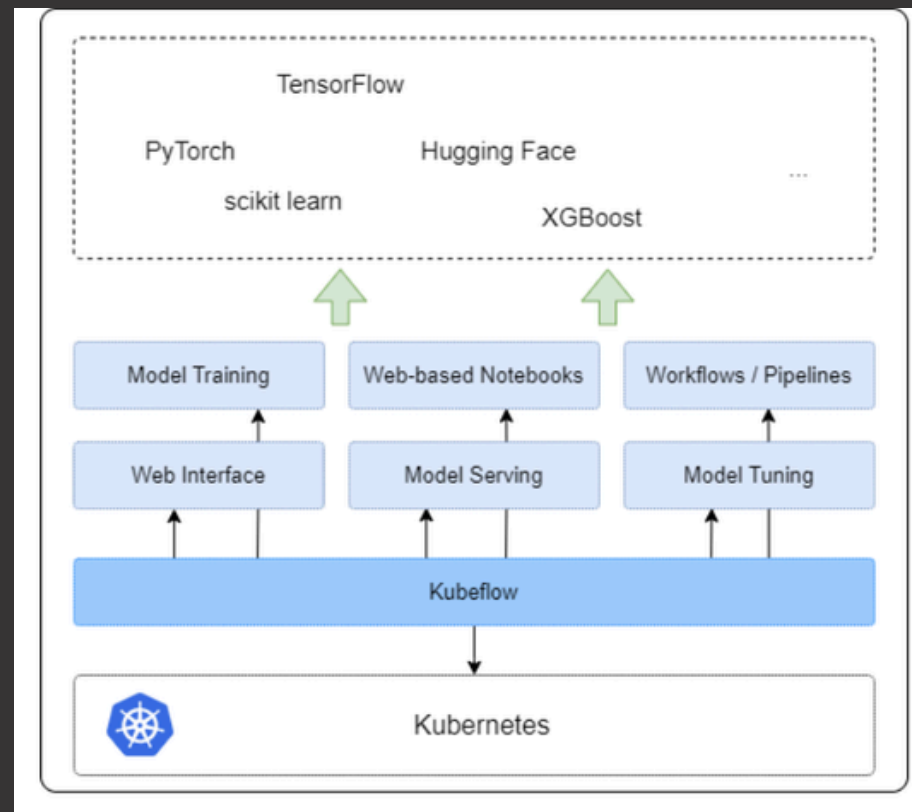 TensorFlow
PyTorch
Hugging Face
...
scikit learn
XGBoost
Model Training
Web-based Notebooks
Workflows / Pipelines
Web Interface
Model Serving
Model Tuning
Kubeflow
Kubernetes